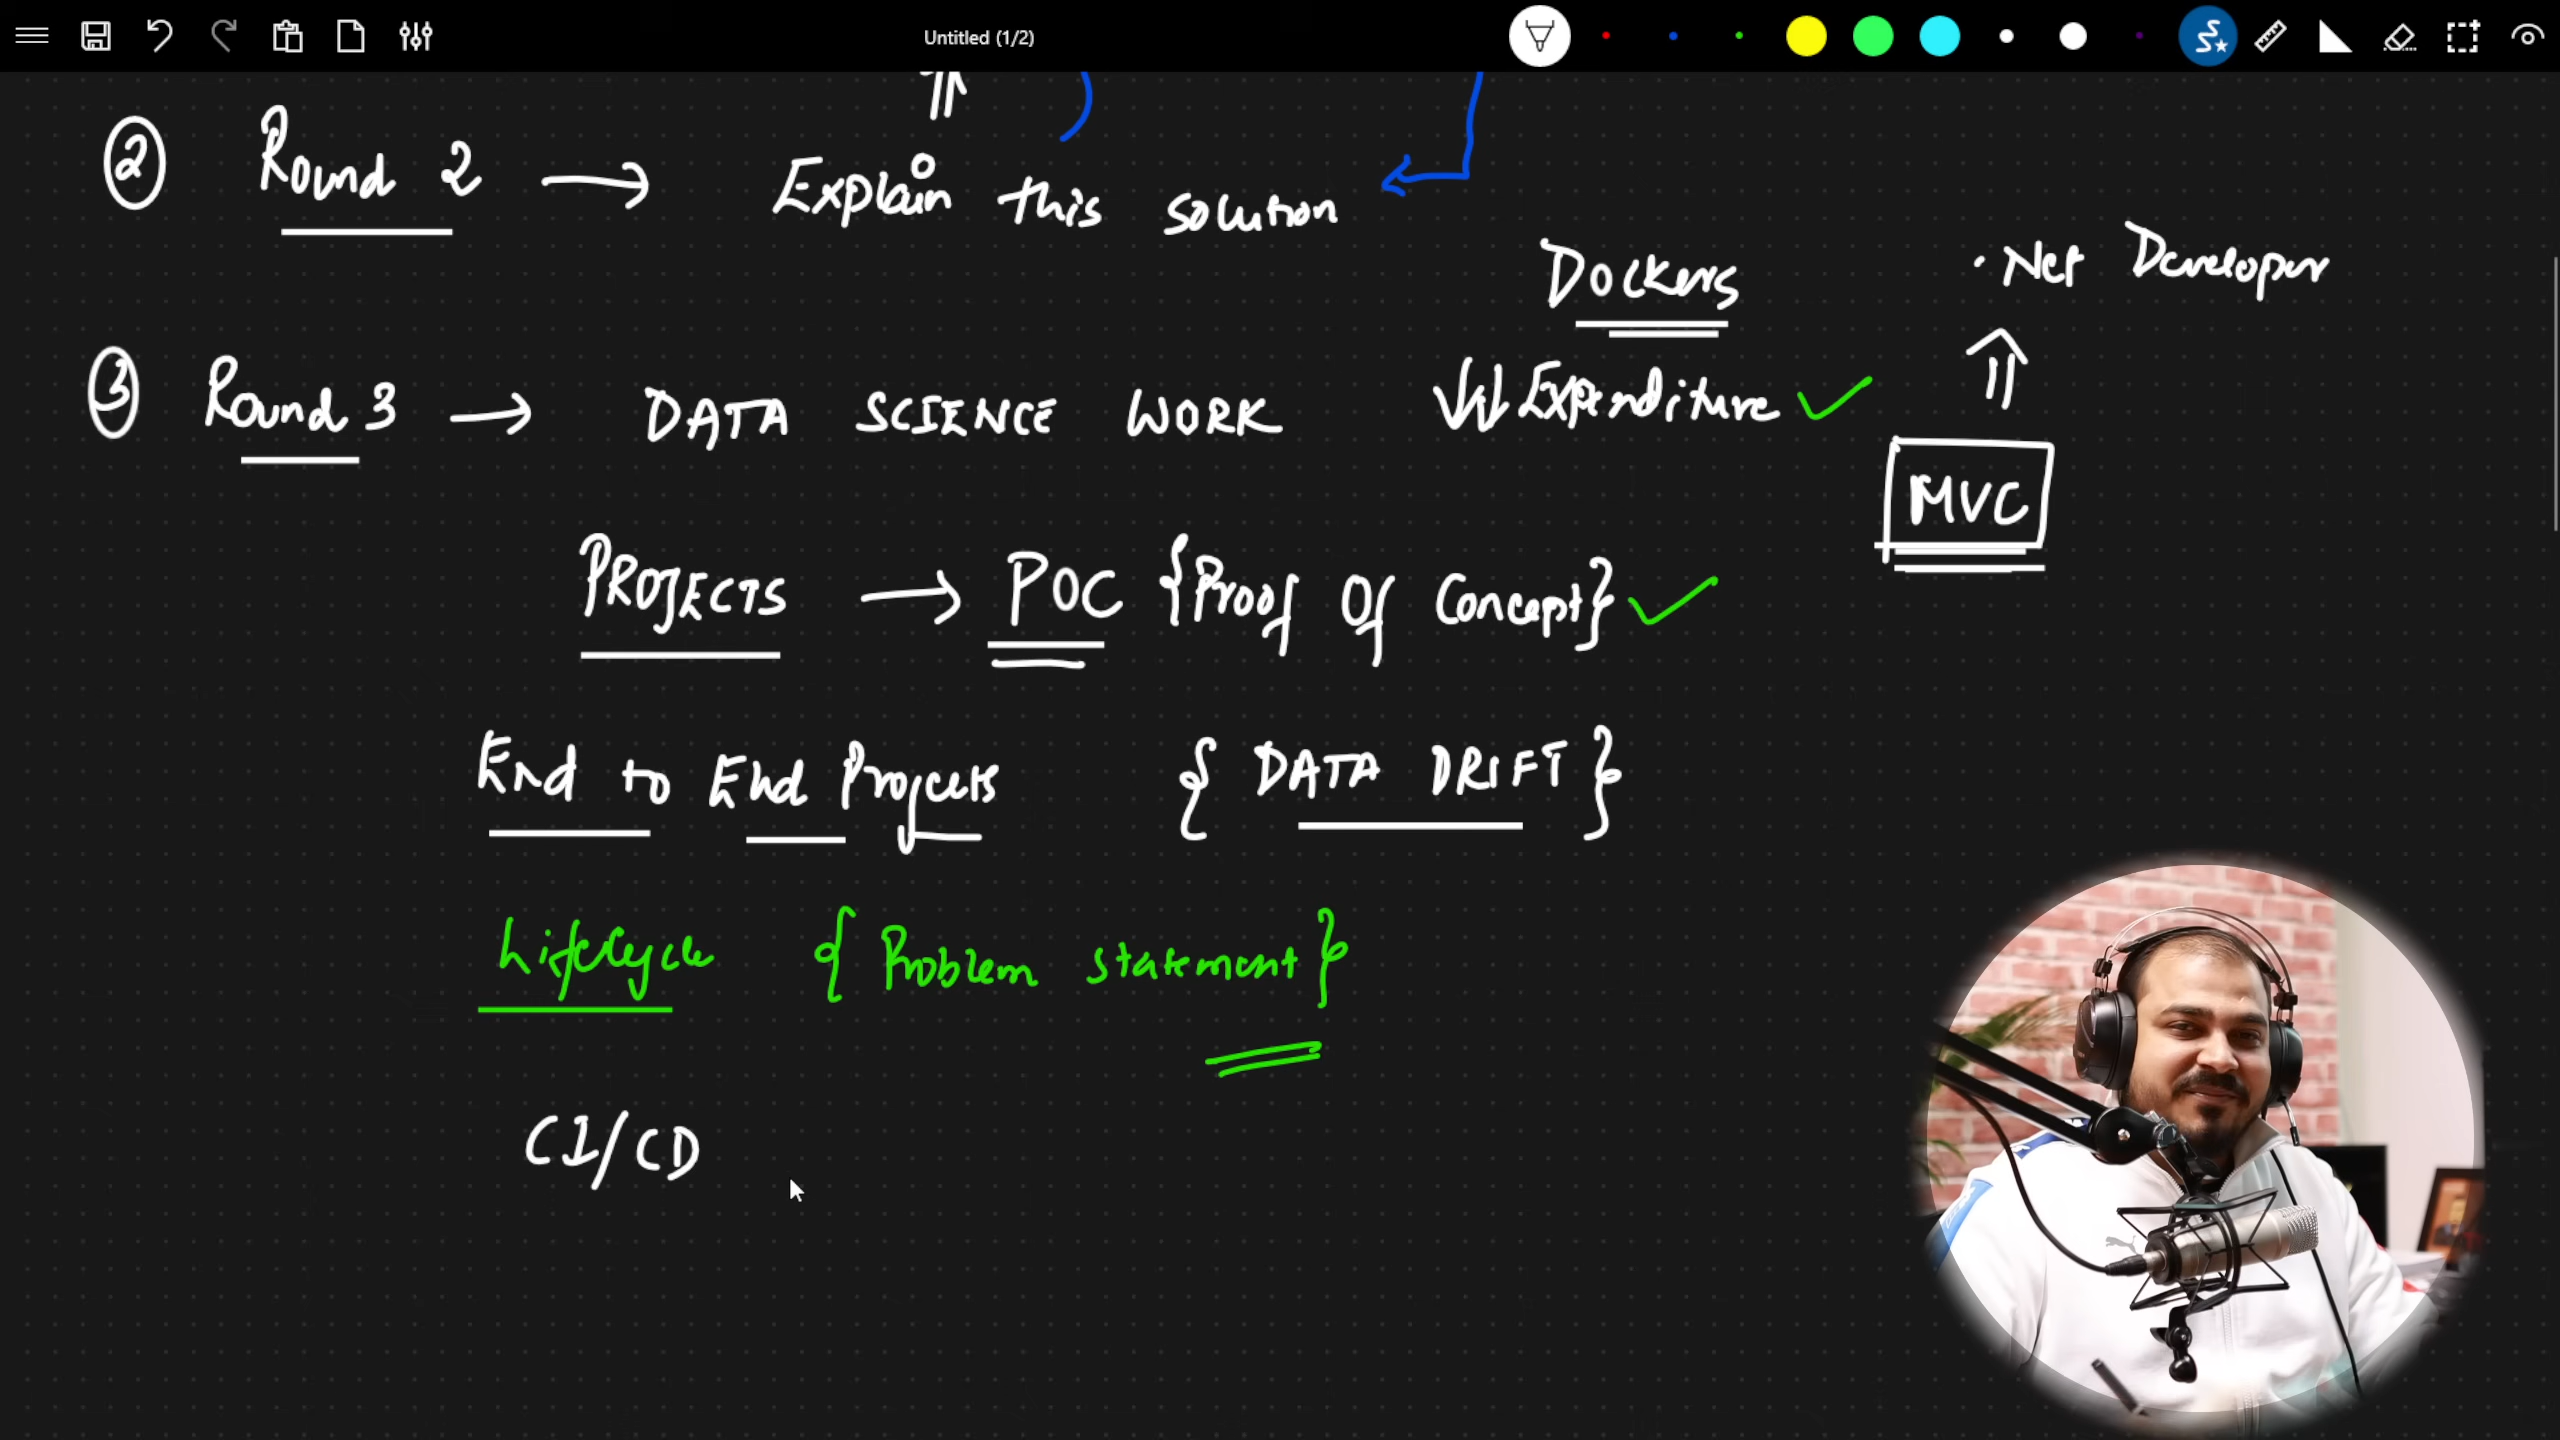 Untitled (1/2)
② Round 2 → Explain this solution
Dockers
.Net Developer
③ Round 3 → DATA SCIENCE WORK
↓↓↓ Expenditure ✓
MVC
PROJECTS → POC {Proof Of Concept} ✓
End to End Projects { DATA DRIFT }
Lifecycle { Problem statement }
CI/CD